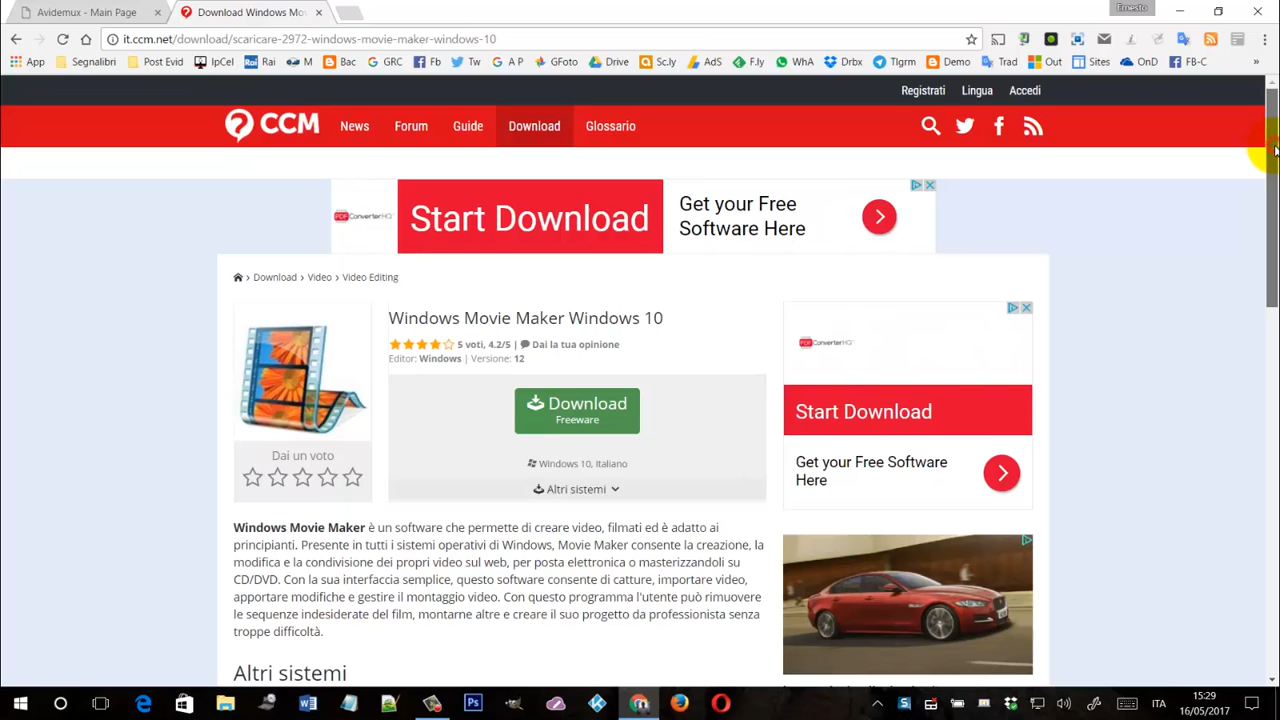 Avidemux - Main Page
Download Windows Mo
Ernesto
it.ccm.net/download/scaricare-2972-windows-movie-maker-windows-10
App Segnalibri Post Evid IpCel Rai M Bac GRC Fb Tw G A P GFoto Drive Sc.ly AdS F.ly WhA Drbx Tlgrm Demo Trad Out Sites OnD FB-C
Registrati Lingua Accedi
CCM News Forum Guide Download Glossario
PDF ConverterHQ
Start Download
Get your Free
Software Here
Download › Video › Video Editing
Windows Movie Maker Windows 10
5 voti, 4.2/5 | Dai la tua opinione
Editor: Windows | Versione: 12
Download
Freeware
Windows 10, Italiano
Altri sistemi
Dai un voto
PDF ConverterHQ
Start Download
Get your Free Software
Here
Windows Movie Maker è un software che permette di creare video, filmati ed è adatto ai
principianti. Presente in tutti i sistemi operativi di Windows, Movie Maker consente la creazione, la
modifica e la condivisione dei propri video sul web, per posta elettronica o masterizzandoli su
CD/DVD. Con la sua interfaccia semplice, questo software consente di catture, importare video,
apportare modifiche e gestire il montaggio video. Con questo programma l'utente può rimuovere
le sequenze indesiderate del film, montarne altre e creare il suo progetto da professionista senza
troppe difficoltà.
Altri sistemi
ITA
15:29
16/05/2017